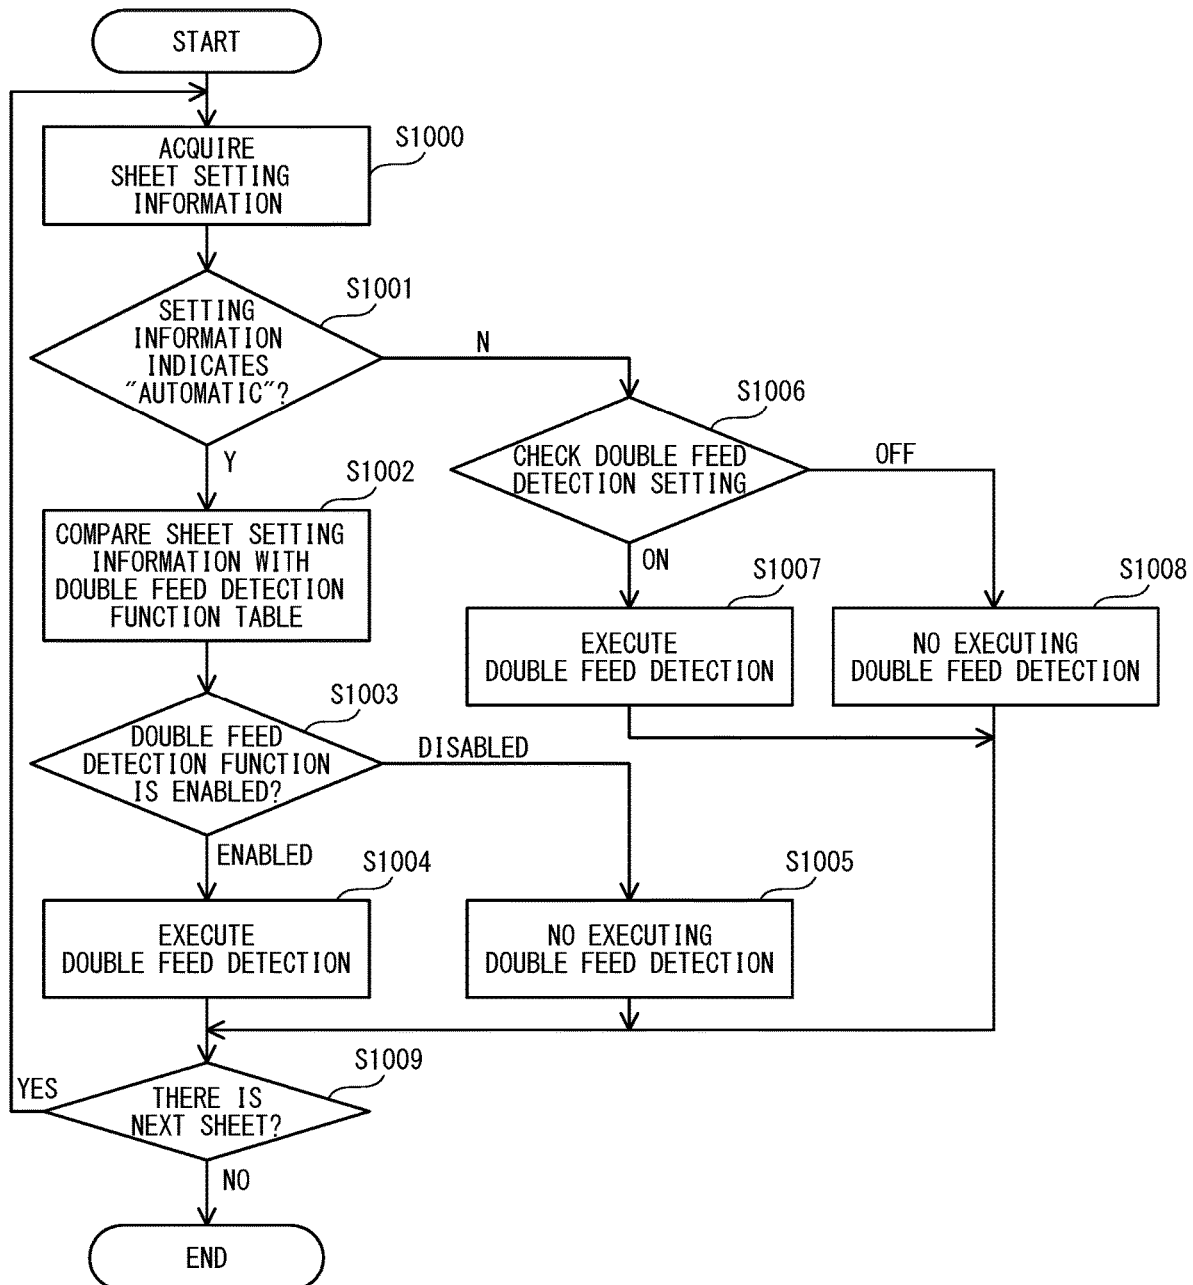 START
ACQUIRE
SHEET SETTING
INFORMATION
S1000
SETTING
INFORMATION
INDICATES
"AUTOMATIC"?
S1001
N
Y
S1006
CHECK DOUBLE FEED
DETECTION SETTING
OFF
ON
S1002
COMPARE SHEET SETTING
INFORMATION WITH
DOUBLE FEED DETECTION
FUNCTION TABLE
S1007
EXECUTE
DOUBLE FEED DETECTION
S1008
NO EXECUTING
DOUBLE FEED DETECTION
S1003
DOUBLE FEED
DETECTION FUNCTION
IS ENABLED?
DISABLED
ENABLED
S1004
EXECUTE
DOUBLE FEED DETECTION
S1005
NO EXECUTING
DOUBLE FEED DETECTION
S1009
THERE IS
NEXT SHEET?
YES
NO
END